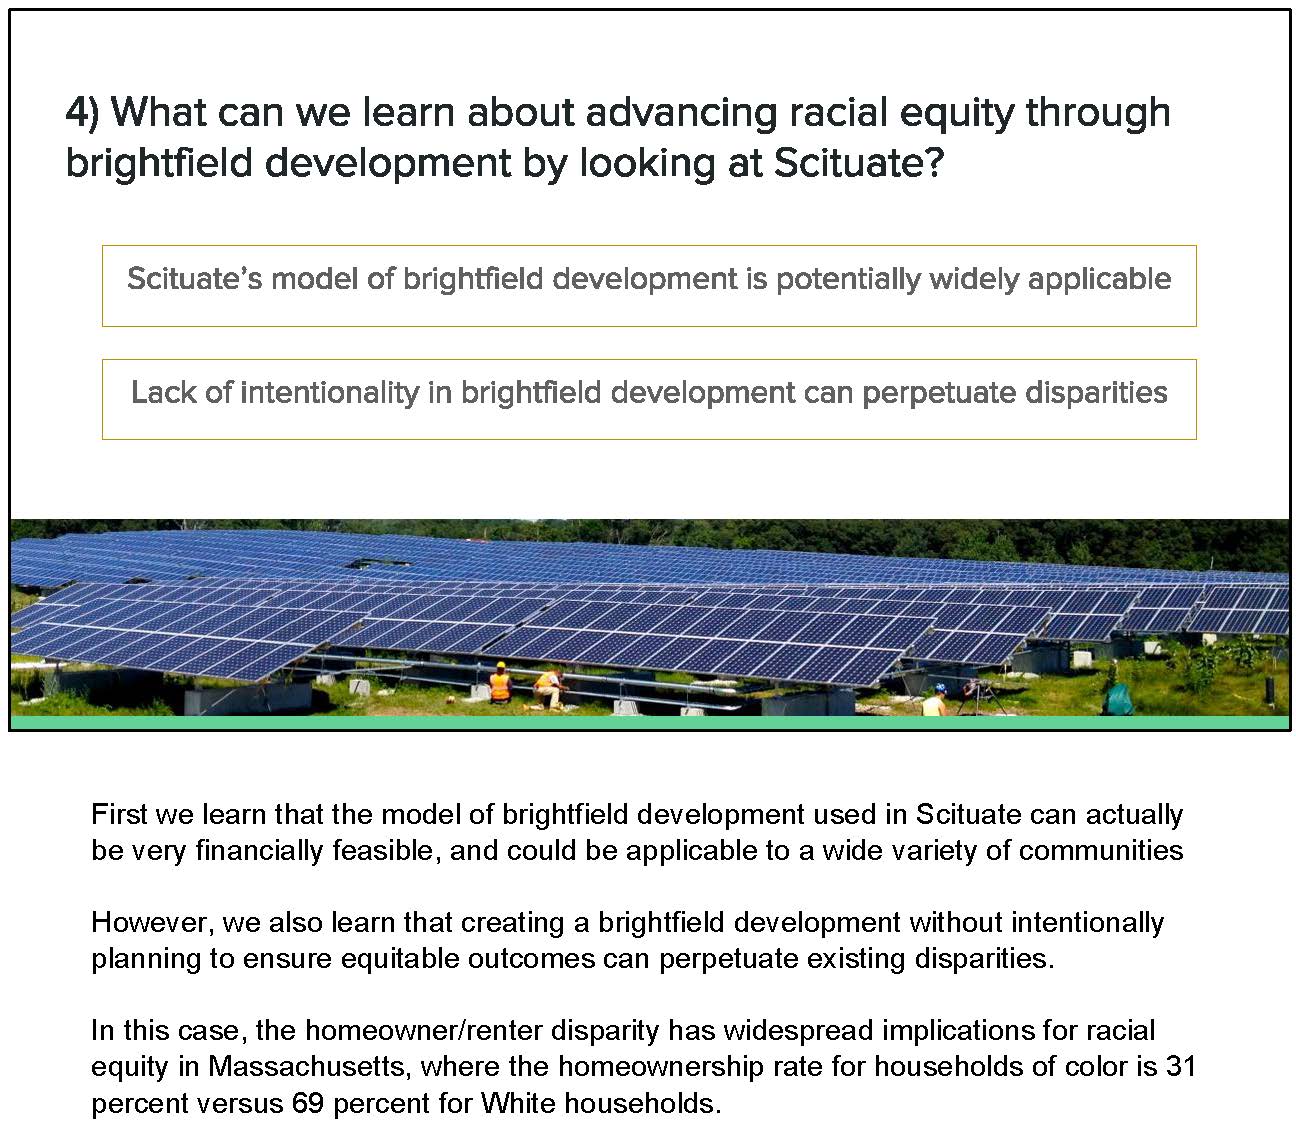 4) What can we learn about advancing racial equity through
brightfield development by looking at Scituate?
Scituate’s model of brightfield development is potentially widely applicable
Lack of intentionality in brightfield development can perpetuate disparities
First we learn that the model of brightfield development used in Scituate can actually
be very financially feasible, and could be applicable to a wide variety of communities
However, we also learn that creating a brightfield development without intentionally
planning to ensure equitable outcomes can perpetuate existing disparities.
In this case, the homeowner/renter disparity has widespread implications for racial
equity in Massachusetts, where the homeownership rate for households of color is 31
percent versus 69 percent for White households.